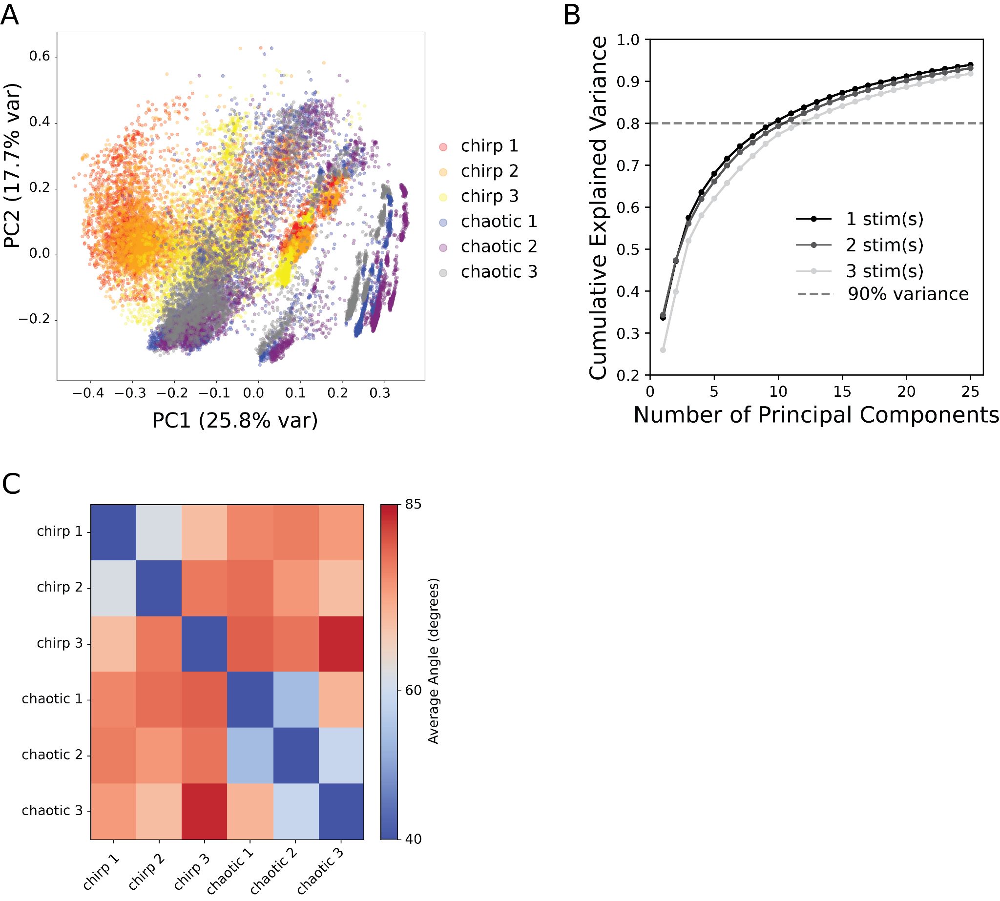 A
PC2 (17.7% var)
0.6
0.4
0.2
0.0
−0.2
−0.4
−0.3
−0.2
−0.1
0.0
0.1
0.2
0.3
PC1 (25.8% var)
chirp 1
chirp 2
chirp 3
chaotic 1
chaotic 2
chaotic 3
B
Cumulative Explained Variance
1.0
0.9
0.8
0.7
0.6
0.5
0.4
0.3
0.2
0
5
10
15
20
25
Number of Principal Components
1 stim(s)
2 stim(s)
3 stim(s)
90% variance
C
chirp 1
chirp 2
chirp 3
chaotic 1
chaotic 2
chaotic 3
chirp 1
chirp 2
chirp 3
chaotic 1
chaotic 2
chaotic 3
85
60
40
Average Angle (degrees)